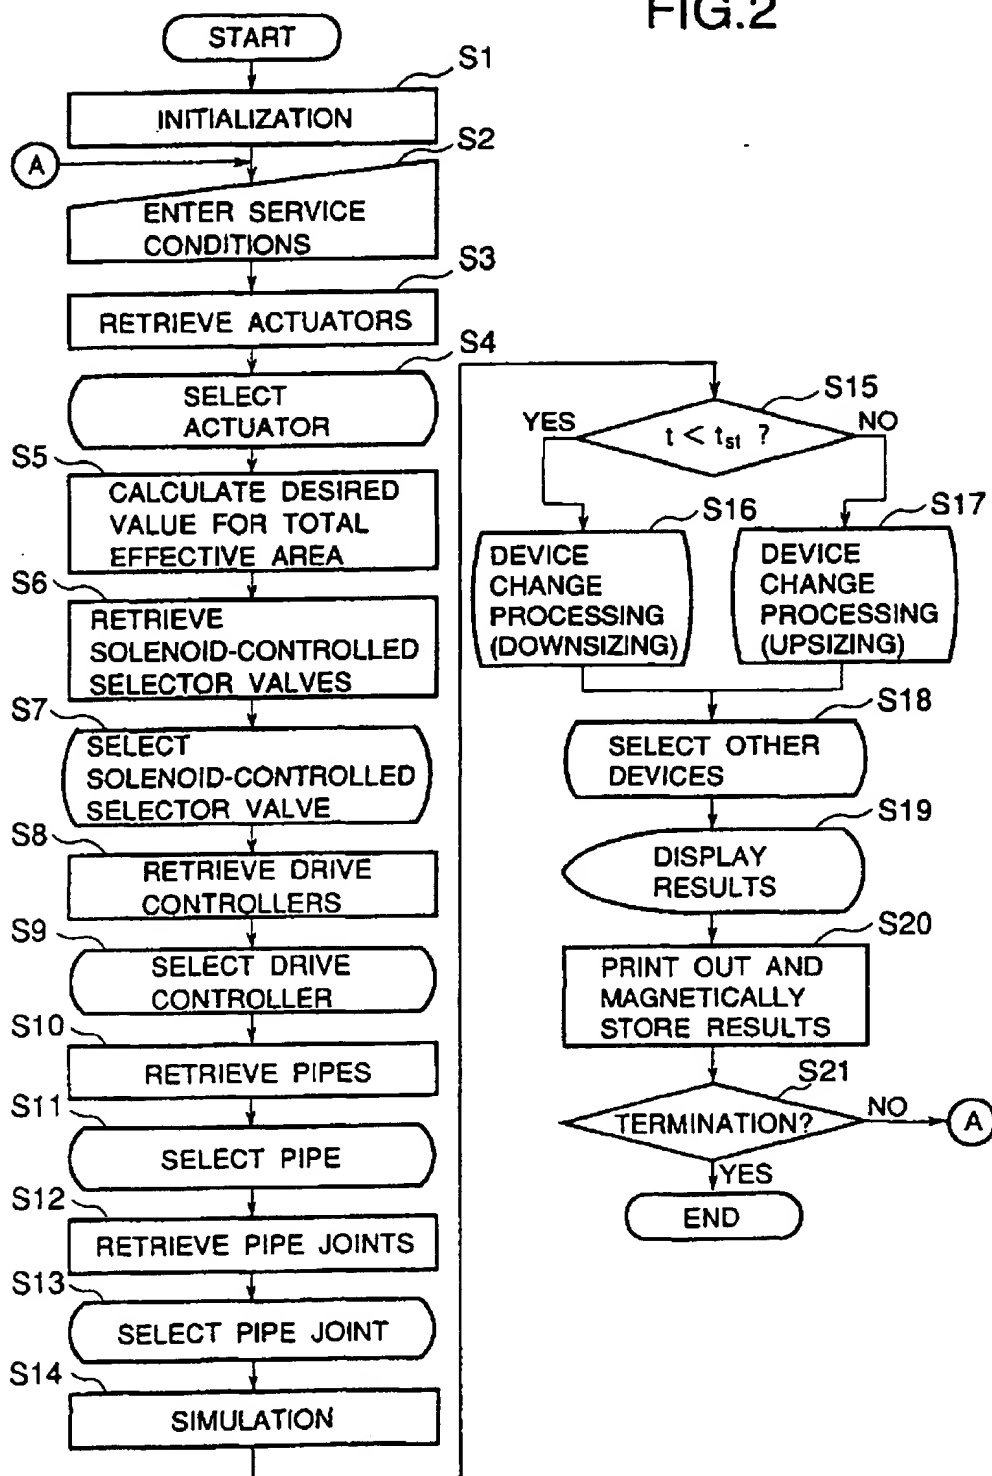 FIG.2
START
S1
INITIALIZATION
A
S2
ENTER SERVICE
CONDITIONS
S3
RETRIEVE ACTUATORS
S4
SELECT
ACTUATOR
S5
CALCULATE DESIRED
VALUE FOR TOTAL
EFFECTIVE AREA
S6
RETRIEVE
SOLENOID-CONTROLLED
SELECTOR VALVES
S7
SELECT
SOLENOID-CONTROLLED
SELECTOR VALVE
S8
RETRIEVE DRIVE
CONTROLLERS
S9
SELECT DRIVE
CONTROLLER
S10
RETRIEVE PIPES
S11
SELECT PIPE
S12
RETRIEVE PIPE JOINTS
S13
SELECT PIPE JOINT
S14
SIMULATION
S15
YES
t < tst ?
NO
S16
DEVICE
CHANGE
PROCESSING
(DOWNSIZING)
S17
DEVICE
CHANGE
PROCESSING
(UPSIZING)
S18
SELECT OTHER
DEVICES
S19
DISPLAY
RESULTS
S20
PRINT OUT AND
MAGNETICALLY
STORE RESULTS
S21
TERMINATION?
NO
A
YES
END